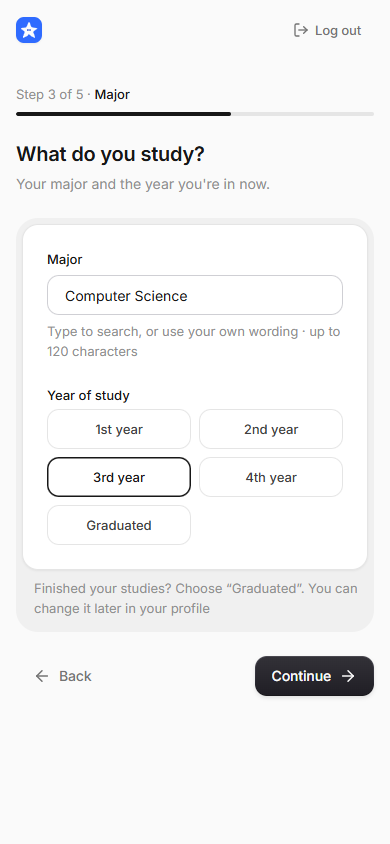 Log out
Step 3 of 5 · Major
What do you study?
Your major and the year you're in now.
Major
Computer Science
Type to search, or use your own wording · up to
120 characters
Year of study
1st year
2nd year
3rd year
4th year
Graduated
Finished your studies? Choose “Graduated”. You can
change it later in your profile
Back
Continue